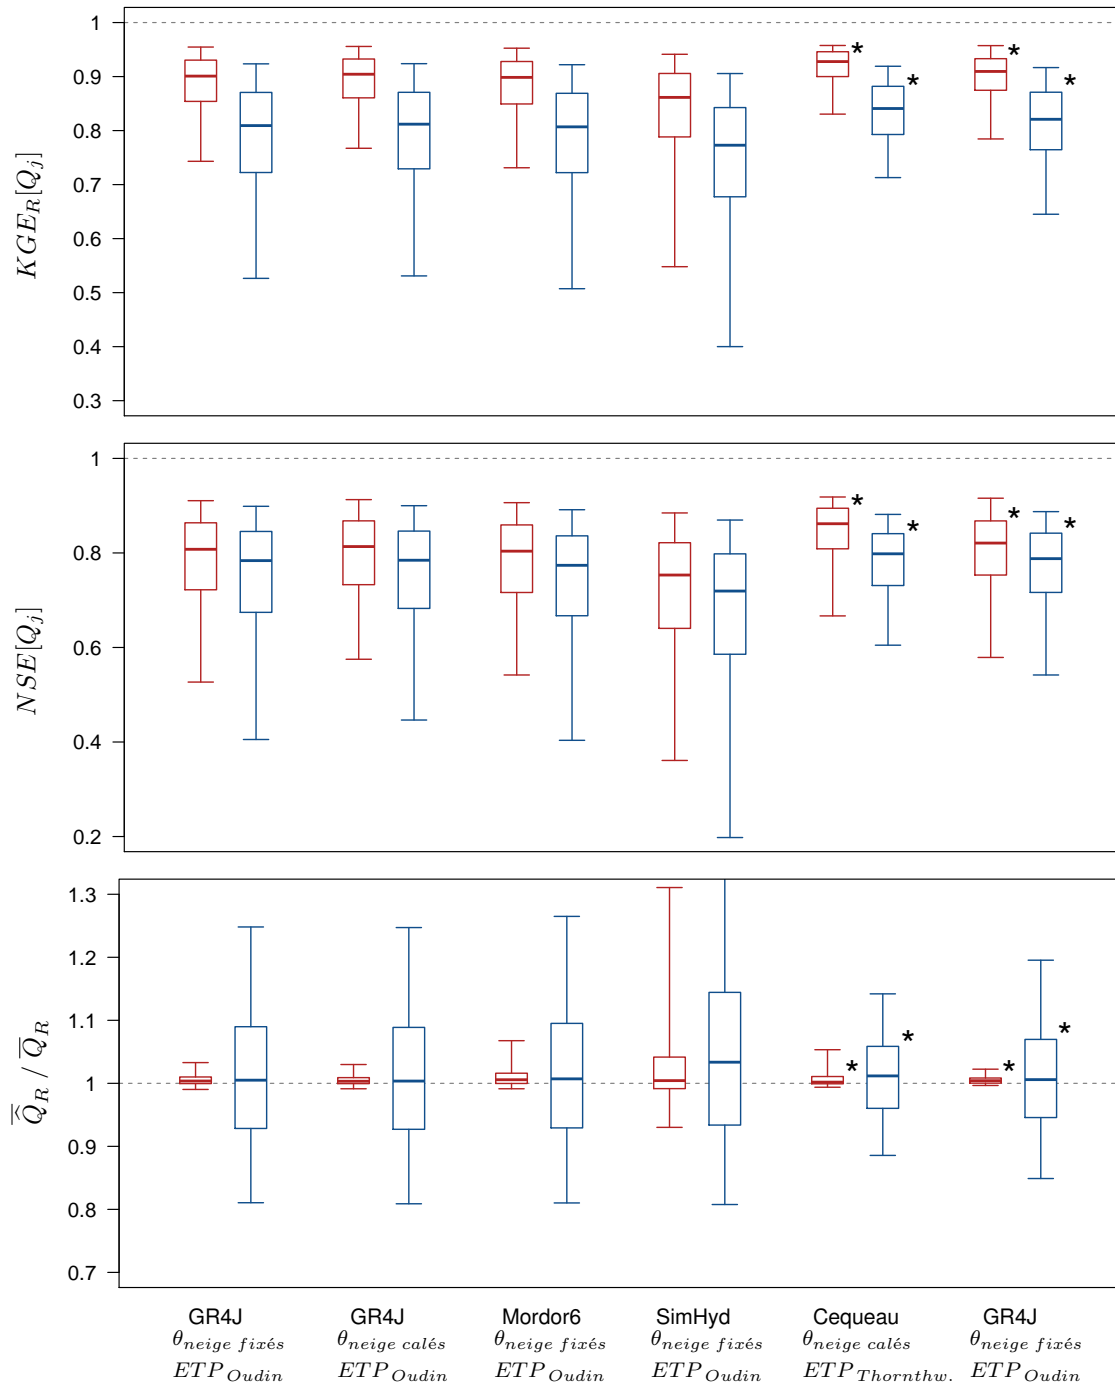 1
0.9
0.8
0.7
0.6
0.5
0.4
0.3
KGE_R[Q_j]
* * * *
1
0.8
0.6
0.4
0.2
NSE[Q_j]
* * * *
1.3
1.2
1.1
1
0.9
0.8
0.7
\overline{\widehat{Q}}_R / \overline{Q}_R
* * * *
GR4J GR4J Mordor6 SimHyd Cequeau GR4J
θ_neige fixés θ_neige calés θ_neige fixés θ_neige fixés θ_neige calés θ_neige fixés
ETP_Oudin ETP_Oudin ETP_Oudin ETP_Oudin ETP_Thornthw. ETP_Oudin